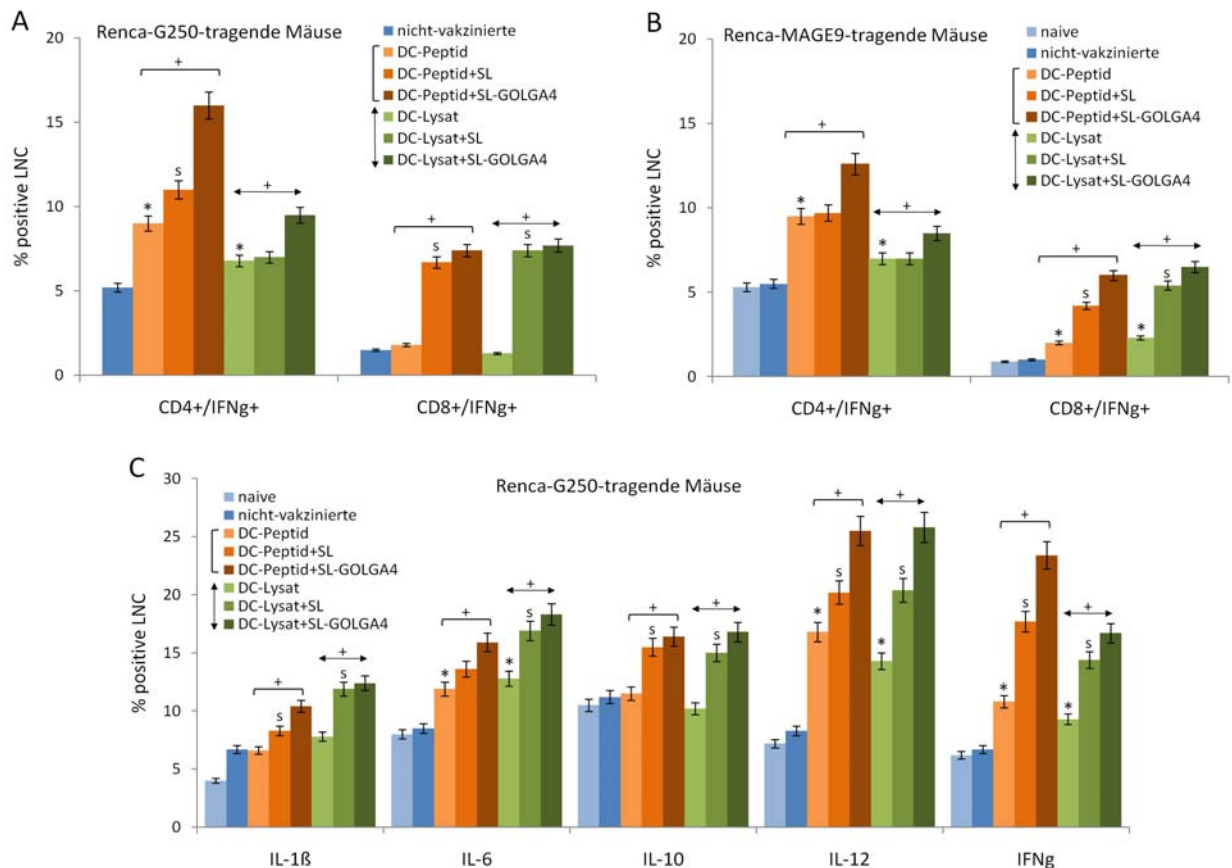 A
Renca-G250-tragende Mäuse
nicht-vakzinierte
DC-Peptid
DC-Peptid+SL
DC-Peptid+SL-GOLGA4
DC-Lysat
DC-Lysat+SL
DC-Lysat+SL-GOLGA4
% positive LNC
20
15
10
5
0
* s +
* +
+ s s
+ s
CD4+/IFNg+ CD8+/IFNg+
B
Renca-MAGE9-tragende Mäuse
naive
nicht-vakzinierte
DC-Peptid
DC-Peptid+SL
DC-Peptid+SL-GOLGA4
DC-Lysat
DC-Lysat+SL
DC-Lysat+SL-GOLGA4
% positive LNC
20
15
10
5
0
* +
* +
* s +
* s +
CD4+/IFNg+ CD8+/IFNg+
C
Renca-G250-tragende Mäuse
naive
nicht-vakzinierte
DC-Peptid
DC-Peptid+SL
DC-Peptid+SL-GOLGA4
DC-Lysat
DC-Lysat+SL
DC-Lysat+SL-GOLGA4
% positive LNC
30
25
20
15
10
5
0
+ s + s
* + * s +
+ s + s
* s + * s +
* s + * s +
IL-1ß IL-6 IL-10 IL-12 IFNg